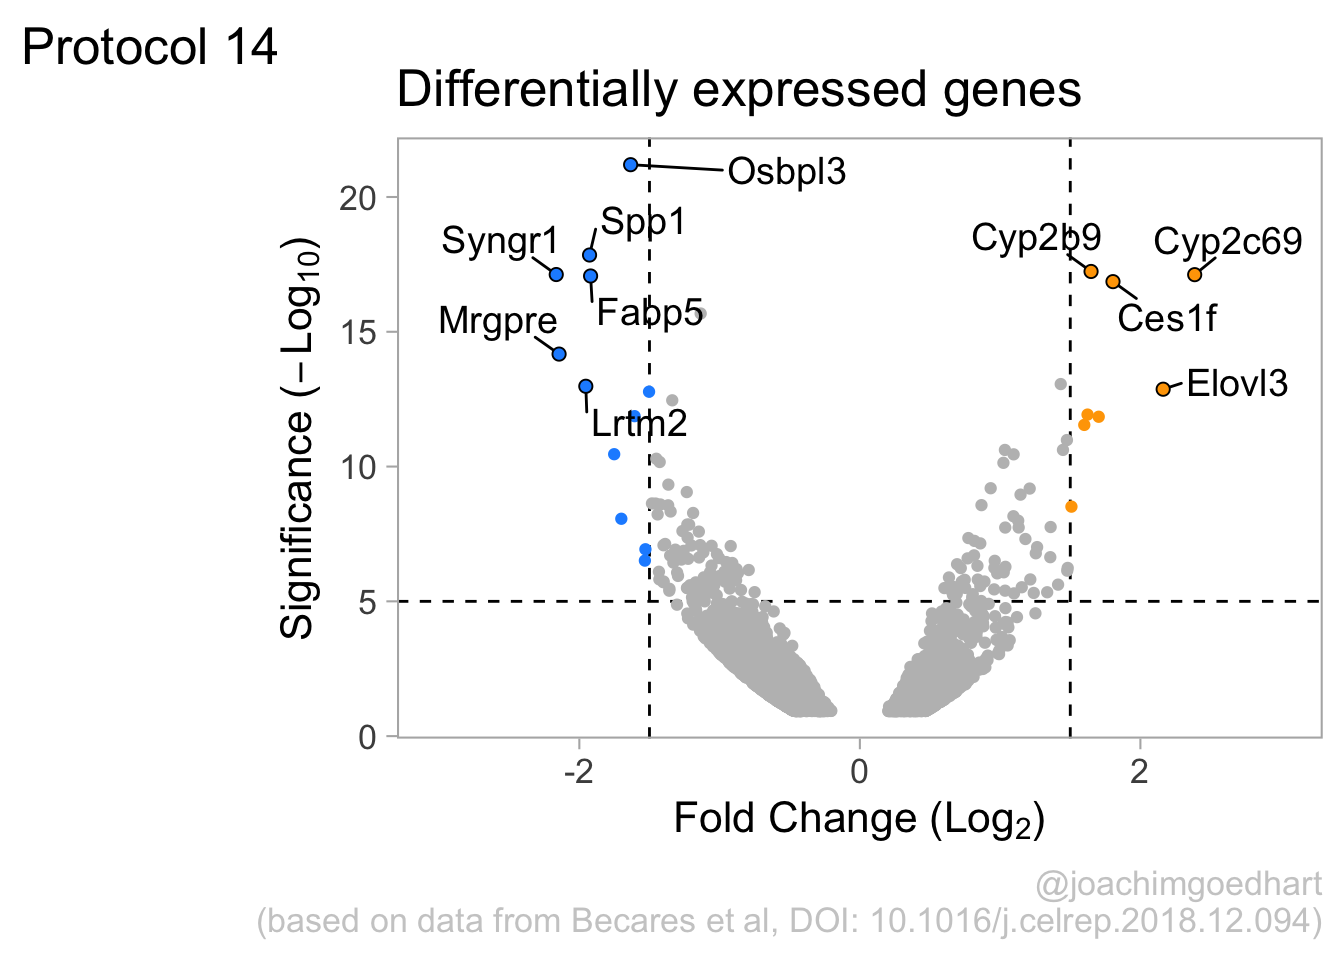 Protocol 14
Differentially expressed genes
Osbpl3
Spp1
Syngr1
Cyp2b9
Cyp2c69
Fabp5
Mrgpre
Ces1f
Elovl3
Lrtm2
20
15
10
5
0
Significance (−Log10)
-2 0 2
Fold Change (Log2)
@joachimgoedhart
(based on data from Becares et al, DOI: 10.1016/j.celrep.2018.12.094)